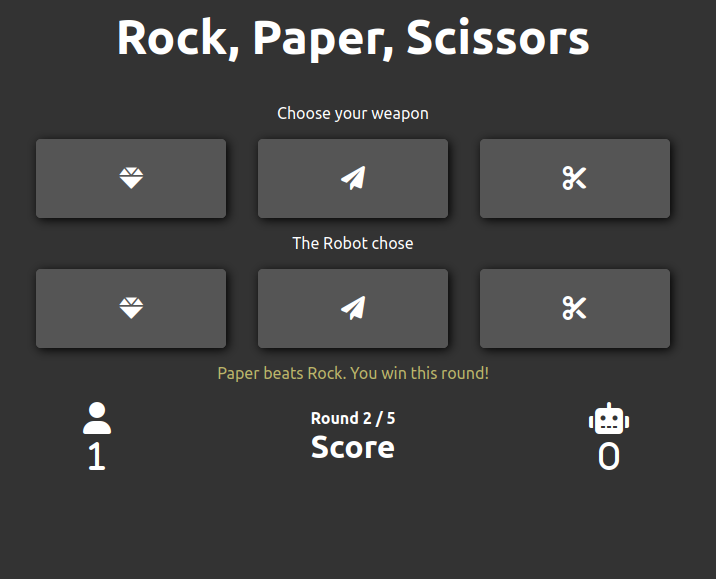 Rock, Paper, Scissors
Choose your weapon
The Robot chose
Paper beats Rock. You win this round!
Round 2 / 5
Score
1
0